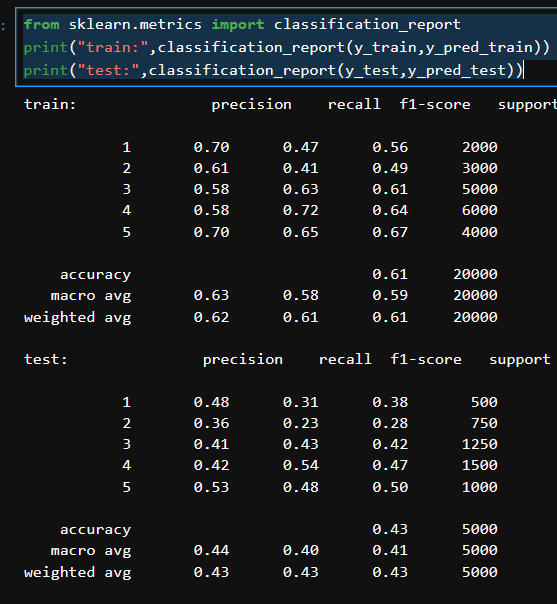 from sklearn.metrics import classification_report
print("train:",classification_report(y_train,y_pred_train))
print("test:",classification_report(y_test,y_pred_test))
train: precision recall f1-score support
1 0.70 0.47 0.56 2000
2 0.61 0.41 0.49 3000
3 0.58 0.63 0.61 5000
4 0.58 0.72 0.64 6000
5 0.70 0.65 0.67 4000
accuracy 0.61 20000
macro avg 0.63 0.58 0.59 20000
weighted avg 0.62 0.61 0.61 20000
test: precision recall f1-score support
1 0.48 0.31 0.38 500
2 0.36 0.23 0.28 750
3 0.41 0.43 0.42 1250
4 0.42 0.54 0.47 1500
5 0.53 0.48 0.50 1000
accuracy 0.43 5000
macro avg 0.44 0.40 0.41 5000
weighted avg 0.43 0.43 0.43 5000